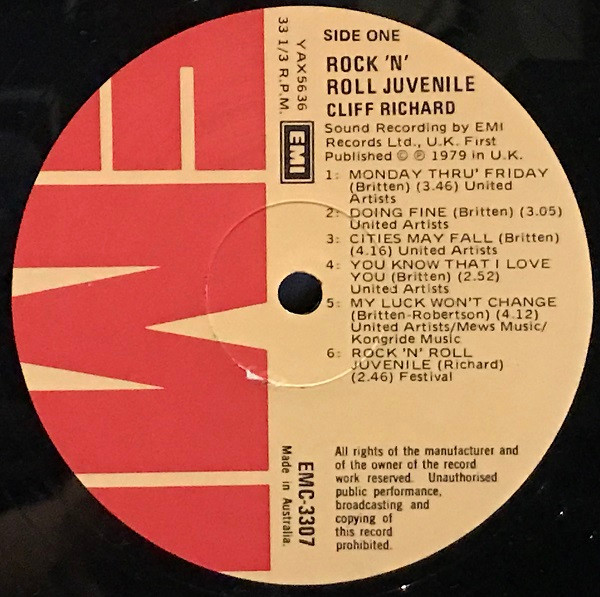 SIDE ONE
ROCK 'N'
ROLL JUVENILE
CLIFF RICHARD
YAX5636
33 1/3 R.P.M.
EMI
Sound Recording by EMI
Records Ltd., U.K. First
Published © ℗ 1979 in U.K.
1: MONDAY THRU' FRIDAY
(Britten) (3.46) United
Artists
2: DOING FINE (Britten) (3.05)
United Artists
3: CITIES MAY FALL (Britten)
(4.16) United Artists
4: YOU KNOW THAT I LOVE
YOU (Britten) (2.52)
United Artists
5: MY LUCK WON'T CHANGE
(Britten-Robertson) (4.12)
United Artists/Mews Music/
Kongride Music
6: ROCK 'N' ROLL
JUVENILE (Richard)
(2.46) Festival
EMC-3307
Made in Australia.
All rights of the manufacturer and
of the owner of the record
work reserved. Unauthorised
public performance,
broadcasting and
copying of
this record
prohibited.
EMI